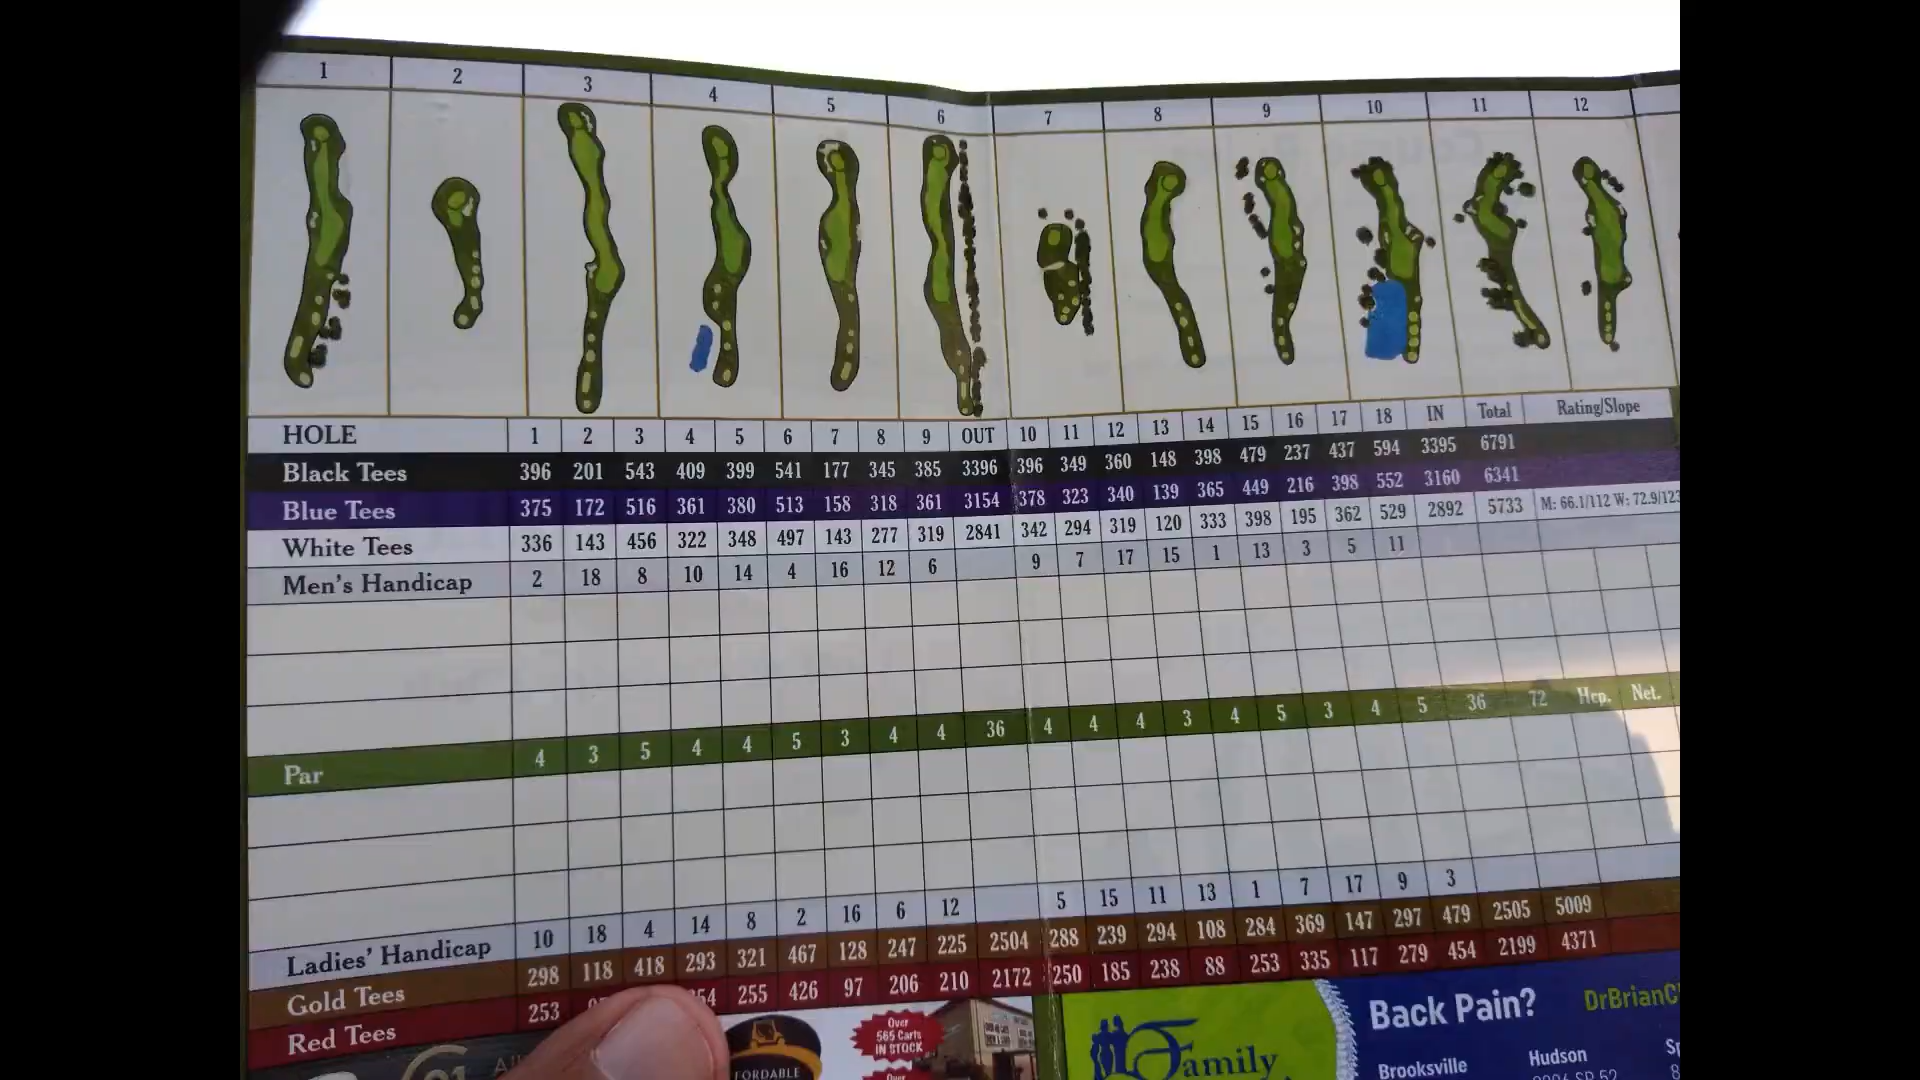 1 2 3 4 5 6 7 8 9 10 11 12
HOLE 1 2 3 4 5 6 7 8 9 OUT 10 11 12 13 14 15 16 17 18 IN Total Rating/Slope
Black Tees 396 201 543 409 399 541 177 345 385 3396 396 349 360 148 398 479 237 437 594 3395 6791
Blue Tees 375 172 516 361 380 513 158 318 361 3154 378 323 340 139 365 449 216 398 552 3160 6341
White Tees 336 143 456 322 348 497 143 277 319 2841 342 294 319 120 333 398 195 362 529 2892 5733 M: 66.1/112 W: 72.9/123
Men's Handicap 2 18 8 10 14 4 16 12 6 9 7 17 15 1 13 3 5 11
Par 4 3 5 4 4 5 3 4 4 36 4 4 4 3 4 5 3 4 5 36 72 Hcp. Net.
Ladies' Handicap 10 18 4 14 8 2 16 6 12 5 15 11 13 1 7 17 9 3
Gold Tees 298 118 418 293 321 467 128 247 225 2504 288 239 294 108 284 369 147 297 479 2505 5009
Red Tees 253 54 255 426 97 206 210 2172 250 185 238 88 253 335 117 279 454 2199 4371
Over
565 Carts
IN STOCK
Over
FORDABLE
Family
Back Pain? DrBrianC
Brooksville Hudson